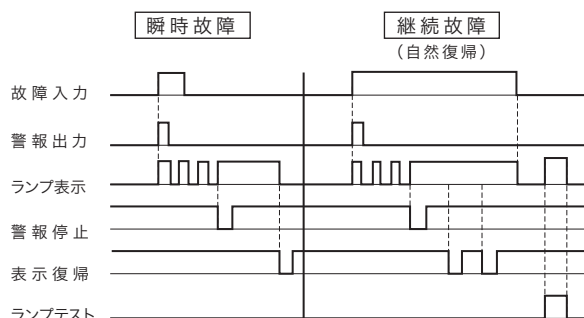 瞬時故障
継続故障
(自然復帰)
故障入力
警報出力
ランプ表示
警報停止
表示復帰
ランプテスト